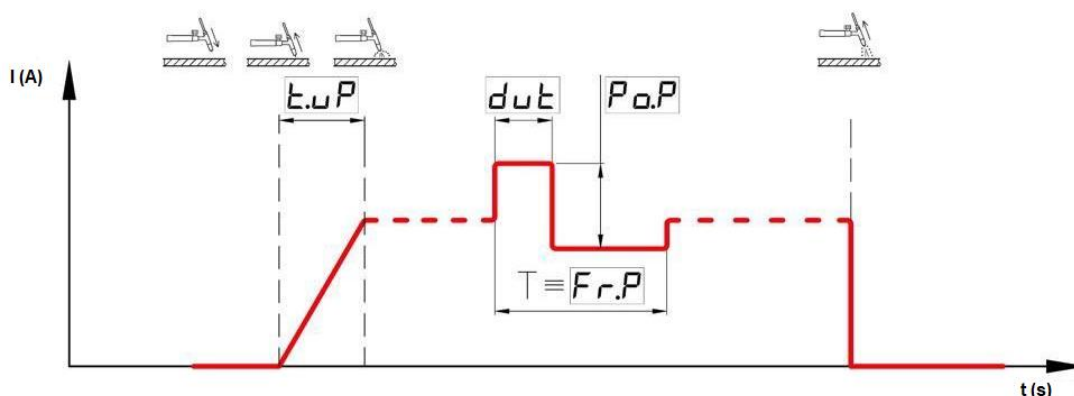 I (A)
t.uP
dut
Po.P
T ≡ Fr.P
t (s)